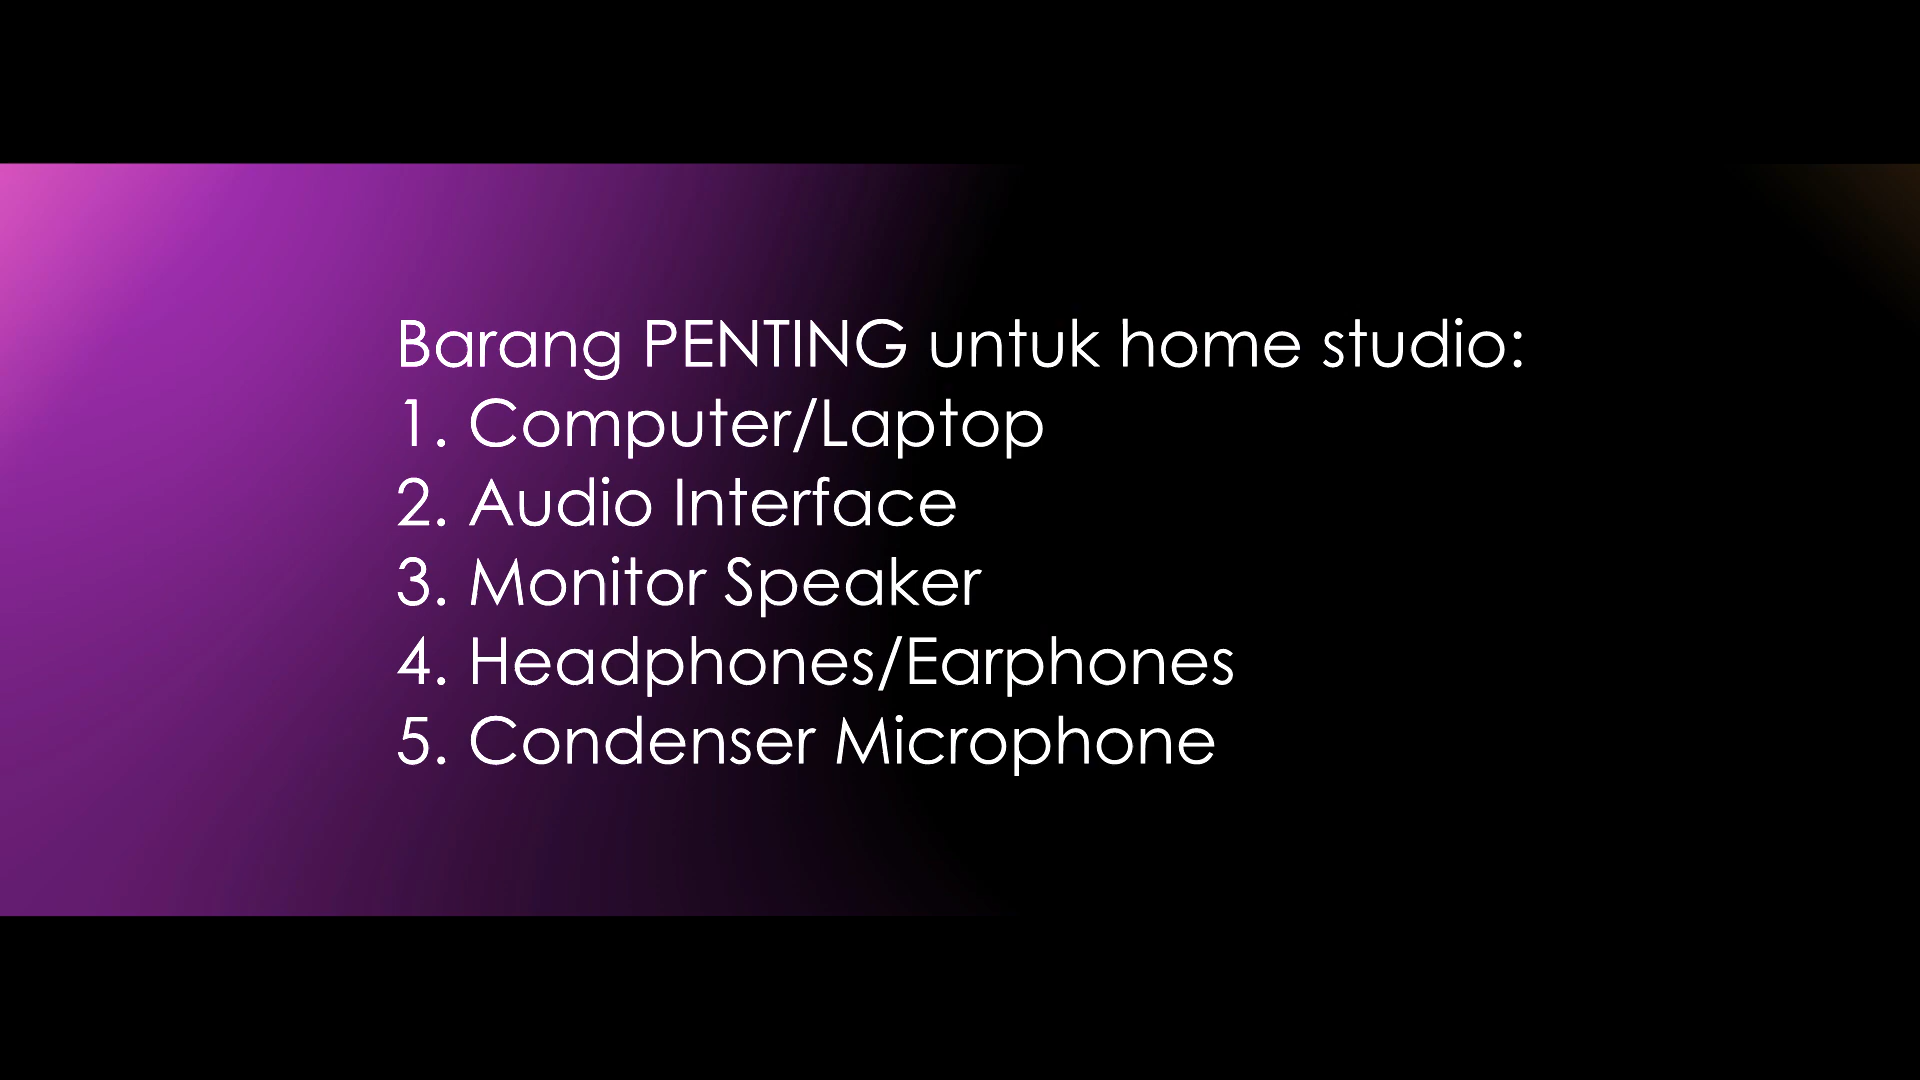 Barang PENTING untuk home studio:
1. Computer/Laptop
2. Audio Interface
3. Monitor Speaker
4. Headphones/Earphones
5. Condenser Microphone